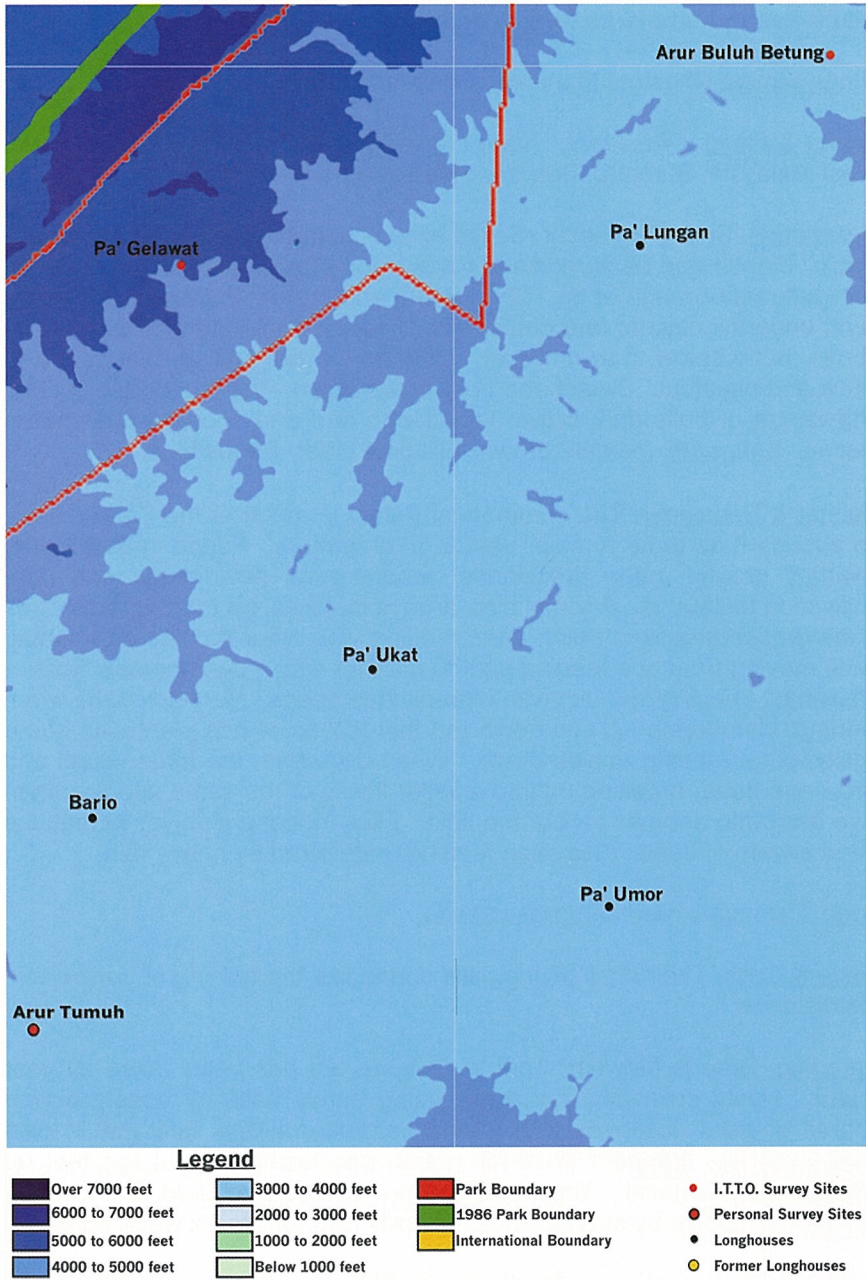 Arur Buluh Betung
Pa' Lungan
Pa' Gelawat
Pa' Ukat
Bario
Pa' Umor
Arur Tumuh
Legend
Over 7000 feet
6000 to 7000 feet
5000 to 6000 feet
4000 to 5000 feet
3000 to 4000 feet
2000 to 3000 feet
1000 to 2000 feet
Below 1000 feet
Park Boundary
1986 Park Boundary
International Boundary
I.T.T.O. Survey Sites
Personal Survey Sites
Longhouses
Former Longhouses